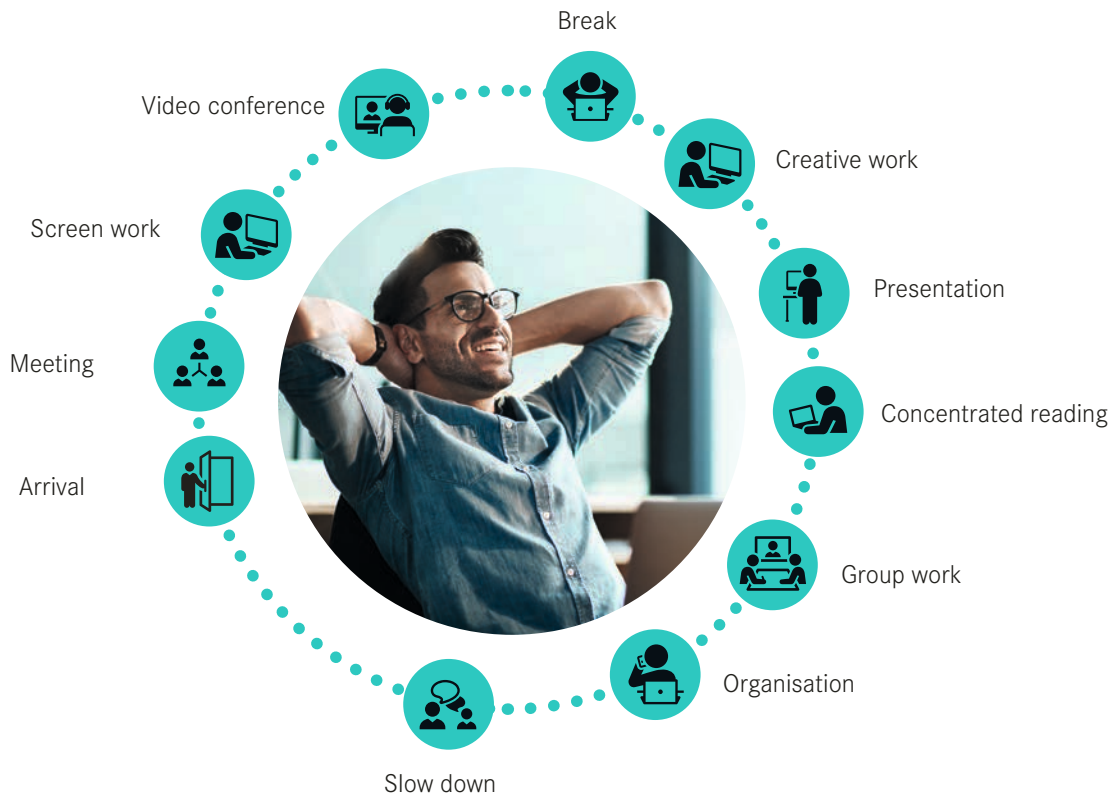 Break
Video conference
Creative work
Screen work
Presentation
Meeting
Concentrated reading
Arrival
Group work
Organisation
Slow down